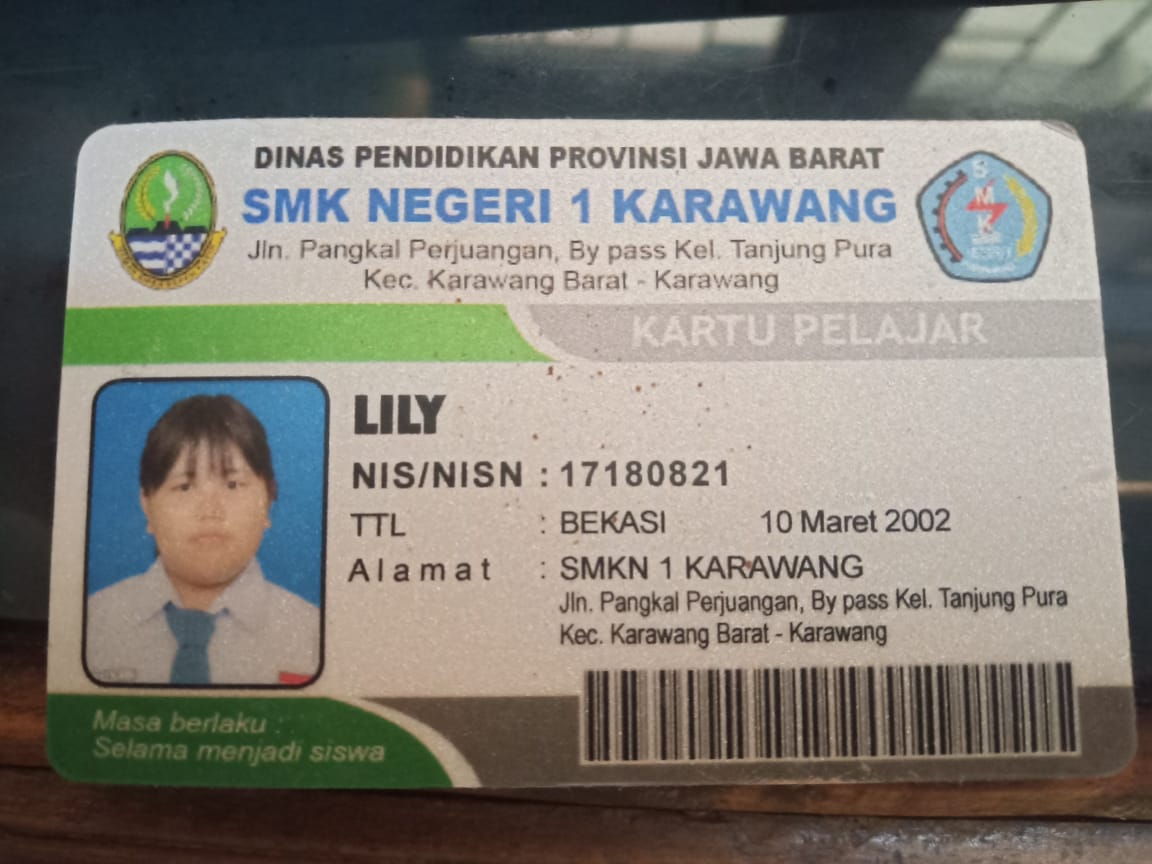 DINAS PENDIDIKAN PROVINSI JAWA BARAT
SMK NEGERI 1 KARAWANG
Jln. Pangkal Perjuangan, By pass Kel. Tanjung Pura
Kec. Karawang Barat - Karawang
SMK
KARTU PELAJAR
LILY
NIS/NISN : 17180821
TTL : BEKASI 10 Maret 2002
Alamat : SMKN 1 KARAWANG
Jln. Pangkal Perjuangan, By pass Kel. Tanjung Pura
Kec. Karawang Barat - Karawang
Masa berlaku :
Selama menjadi siswa